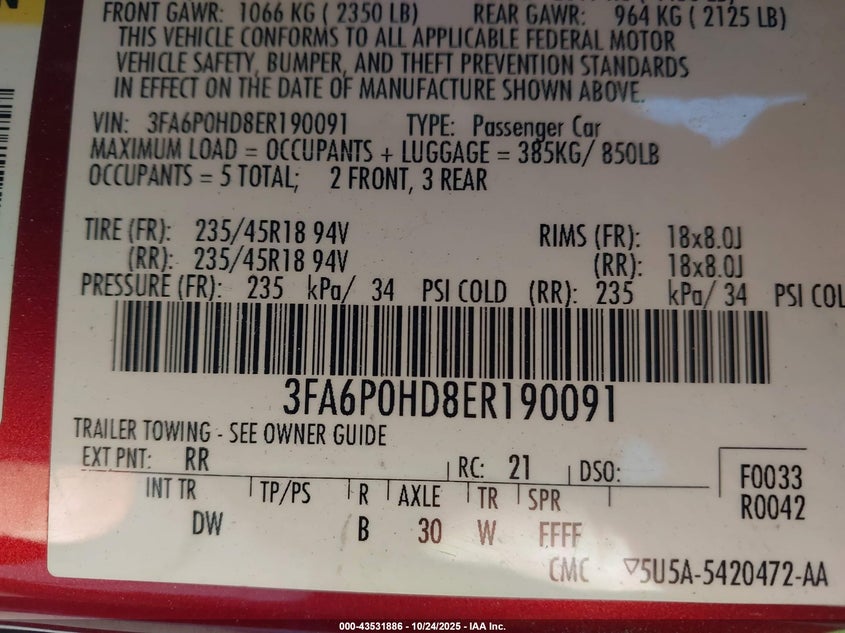 FRONT GAWR: 1066 KG ( 2350 LB) REAR GAWR: 964 KG ( 2125 LB)
THIS VEHICLE CONFORMS TO ALL APPLICABLE FEDERAL MOTOR
VEHICLE SAFETY, BUMPER, AND THEFT PREVENTION STANDARDS
IN EFFECT ON THE DATE OF MANUFACTURE SHOWN ABOVE.
VIN: 3FA6P0HD8ER190091 TYPE: Passenger Car
MAXIMUM LOAD = OCCUPANTS + LUGGAGE = 385KG/ 850LB
OCCUPANTS = 5 TOTAL; 2 FRONT, 3 REAR
TIRE (FR): 235/45R18 94V RIMS (FR): 18x8.0J
(RR): 235/45R18 94V (RR): 18x8.0J
PRESSURE (FR): 235 kPa/ 34 PSI COLD (RR): 235 kPa/ 34 PSI COL
3FA6P0HD8ER190091
TRAILER TOWING - SEE OWNER GUIDE
EXT PNT: RR RC: 21 DSO: F0033
INT TR TP/PS R AXLE TR SPR R0042
DW B 30 W FFFF
CMC ▽5U5A-5420472-AA
000-43531886 - 10/24/2025 - IAA Inc.